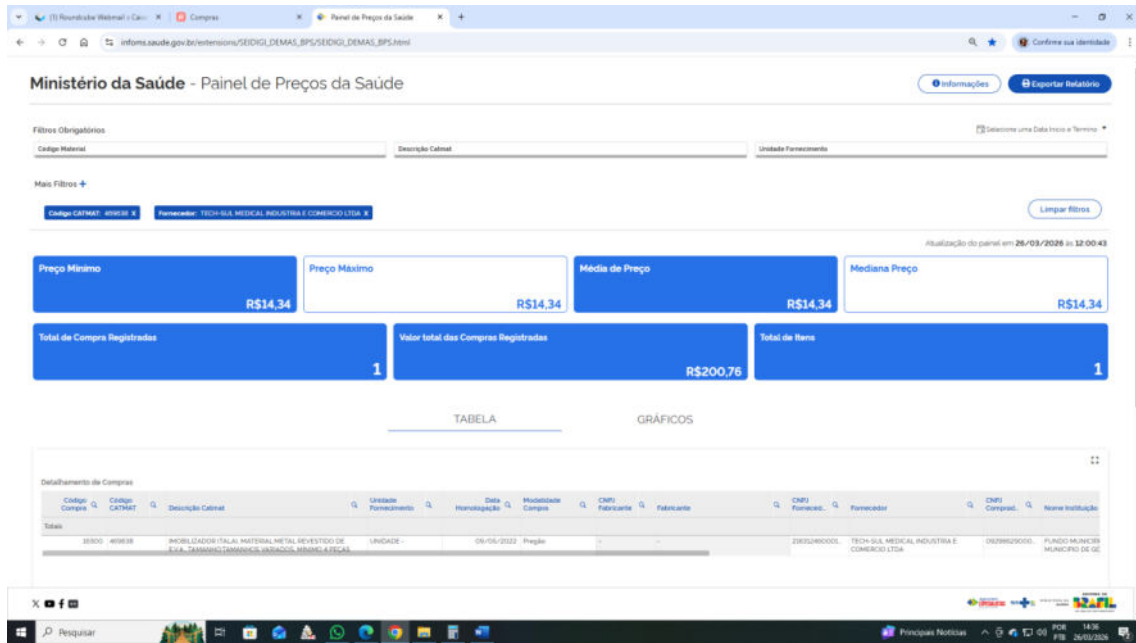 (1) Roundcube Webmail :: Caix
Compras
Painel de Preços da Saúde
infoms.saude.gov.br/extensions/SEIDIGI_DEMAS_BPS/SEIDIGI_DEMAS_BPS.html
Confirme sua identidade
Ministério da Saúde - Painel de Preços da Saúde
Informações
Exportar Relatório
Filtros Obrigatórios
Selecione uma Data Inicio e Termino
Código Material
Descrição Catmat
Unidade Fornecimento
Mais Filtros +
Código CATMAT: 469838 X
Fornecedor: TECH-SUL MEDICAL INDUSTRIA E COMERCIO LTDA X
Limpar filtros
Atualização do painel em 26/03/2026 às 12:00:43
Preço Mínimo
R$14,34
Preço Máximo
R$14,34
Média de Preço
R$14,34
Mediana Preço
R$14,34
Total de Compra Registradas
1
Valor total das Compras Registradas
R$200,76
Total de Itens
1
TABELA
GRÁFICOS
Detalhamento de Compras
Código Compra
Código CATMAT
Descrição Catmat
Unidade Fornecimento
Data Homologação
Modalidade Compra
CNPJ Fabricante
Fabricante
CNPJ Forneced..
Fornecedor
CNPJ Comprad..
Nome Instituição
Totais
469838
IMOBILIZADOR (TALA), MATERIAL:METAL REVESTIDO DE
E.V.A., TAMANHO:TAMANHOS VARIADOS, MÍNIMO 4 PEÇAS,
UNIDADE -
09/05/2022
Pregão
-
-
TECH-SUL MEDICAL INDUSTRIA E
COMERCIO LTDA
FUNDO MUNICIPI
MUNICIPIO DE
Pesquisar
Principais Notícias
POR
PTB
14:36
26/03/2026